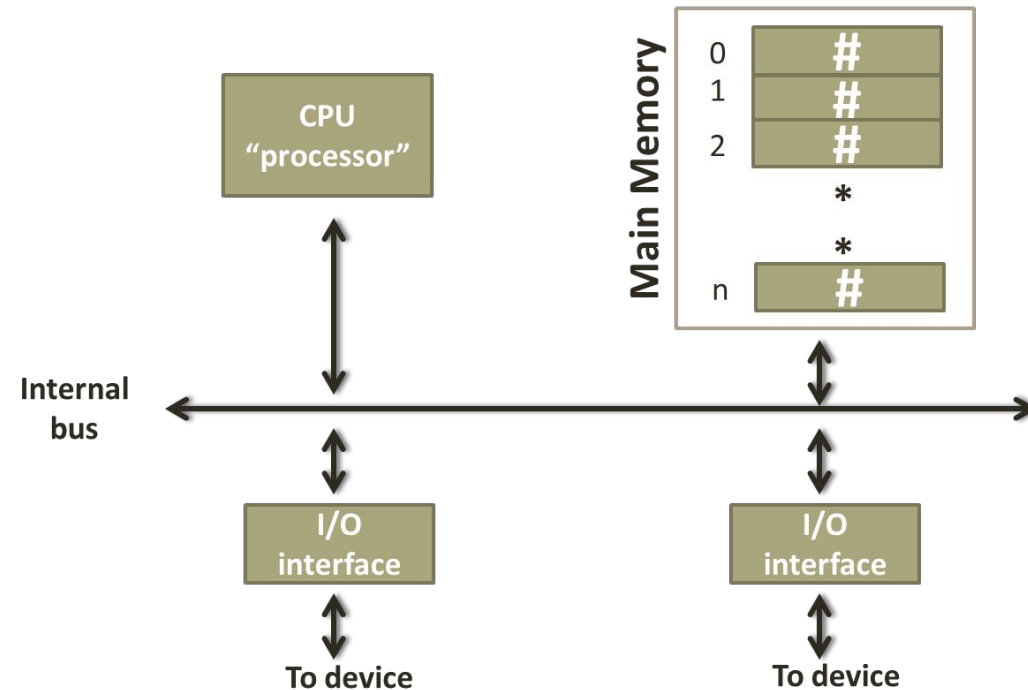 CPU
“processor”
Main Memory
0 #
1 #
2 #
*
*
n #
Internal
bus
I/O
interface
I/O
interface
To device
To device